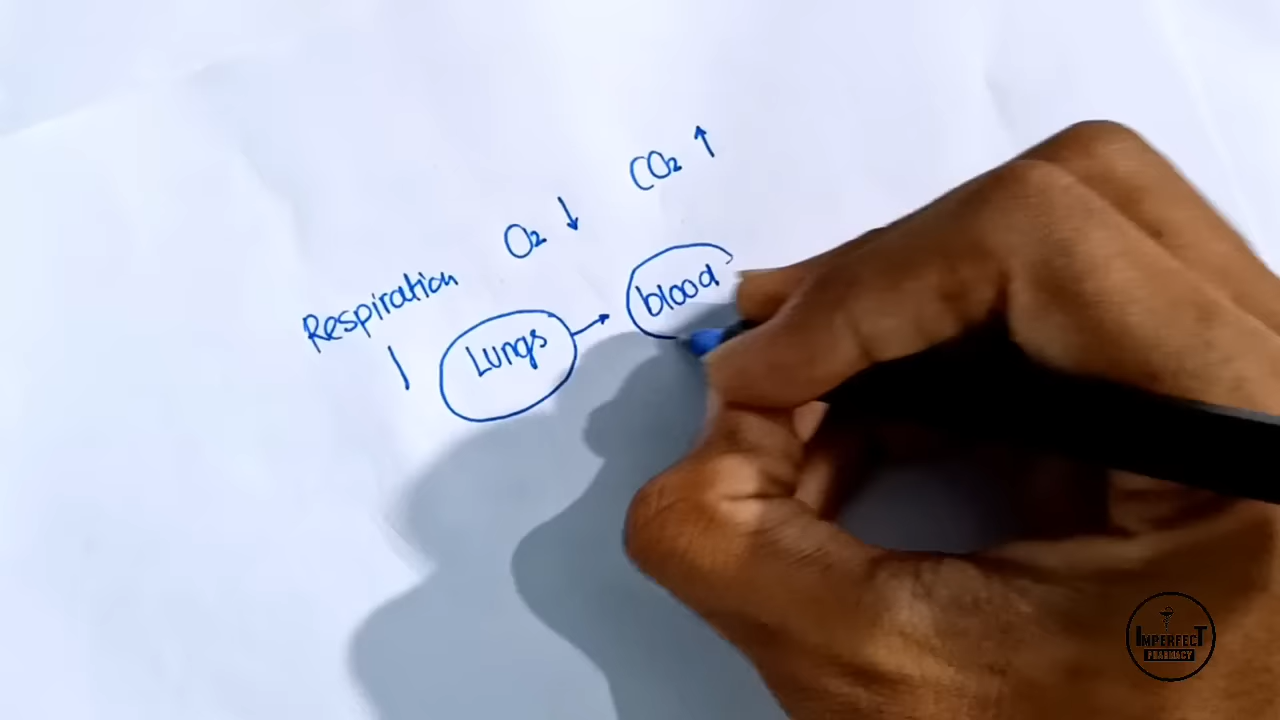 CO₂ ↑
O₂ ↓
Respiration
Lungs → blood
IMPERFECT
PHARMACY